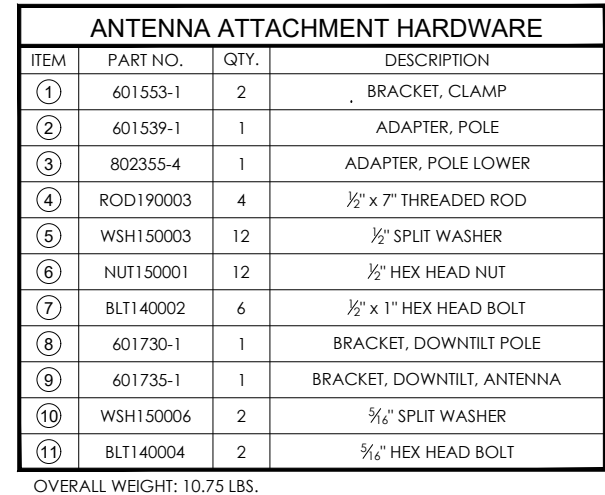 ANTENNA ATTACHMENT HARDWARE
ITEM PART NO. QTY. DESCRIPTION
1 601553-1 2 BRACKET, CLAMP
2 601539-1 1 ADAPTER, POLE
3 802355-4 1 ADAPTER, POLE LOWER
4 ROD190003 4 ½" x 7" THREADED ROD
5 WSH150003 12 ½" SPLIT WASHER
6 NUT150001 12 ½" HEX HEAD NUT
7 BLT140002 6 ½" x 1" HEX HEAD BOLT
8 601730-1 1 BRACKET, DOWNTILT POLE
9 601735-1 1 BRACKET, DOWNTILT, ANTENNA
10 WSH150006 2 5⁄16" SPLIT WASHER
11 BLT140004 2 5⁄16" HEX HEAD BOLT
OVERALL WEIGHT: 10.75 LBS.